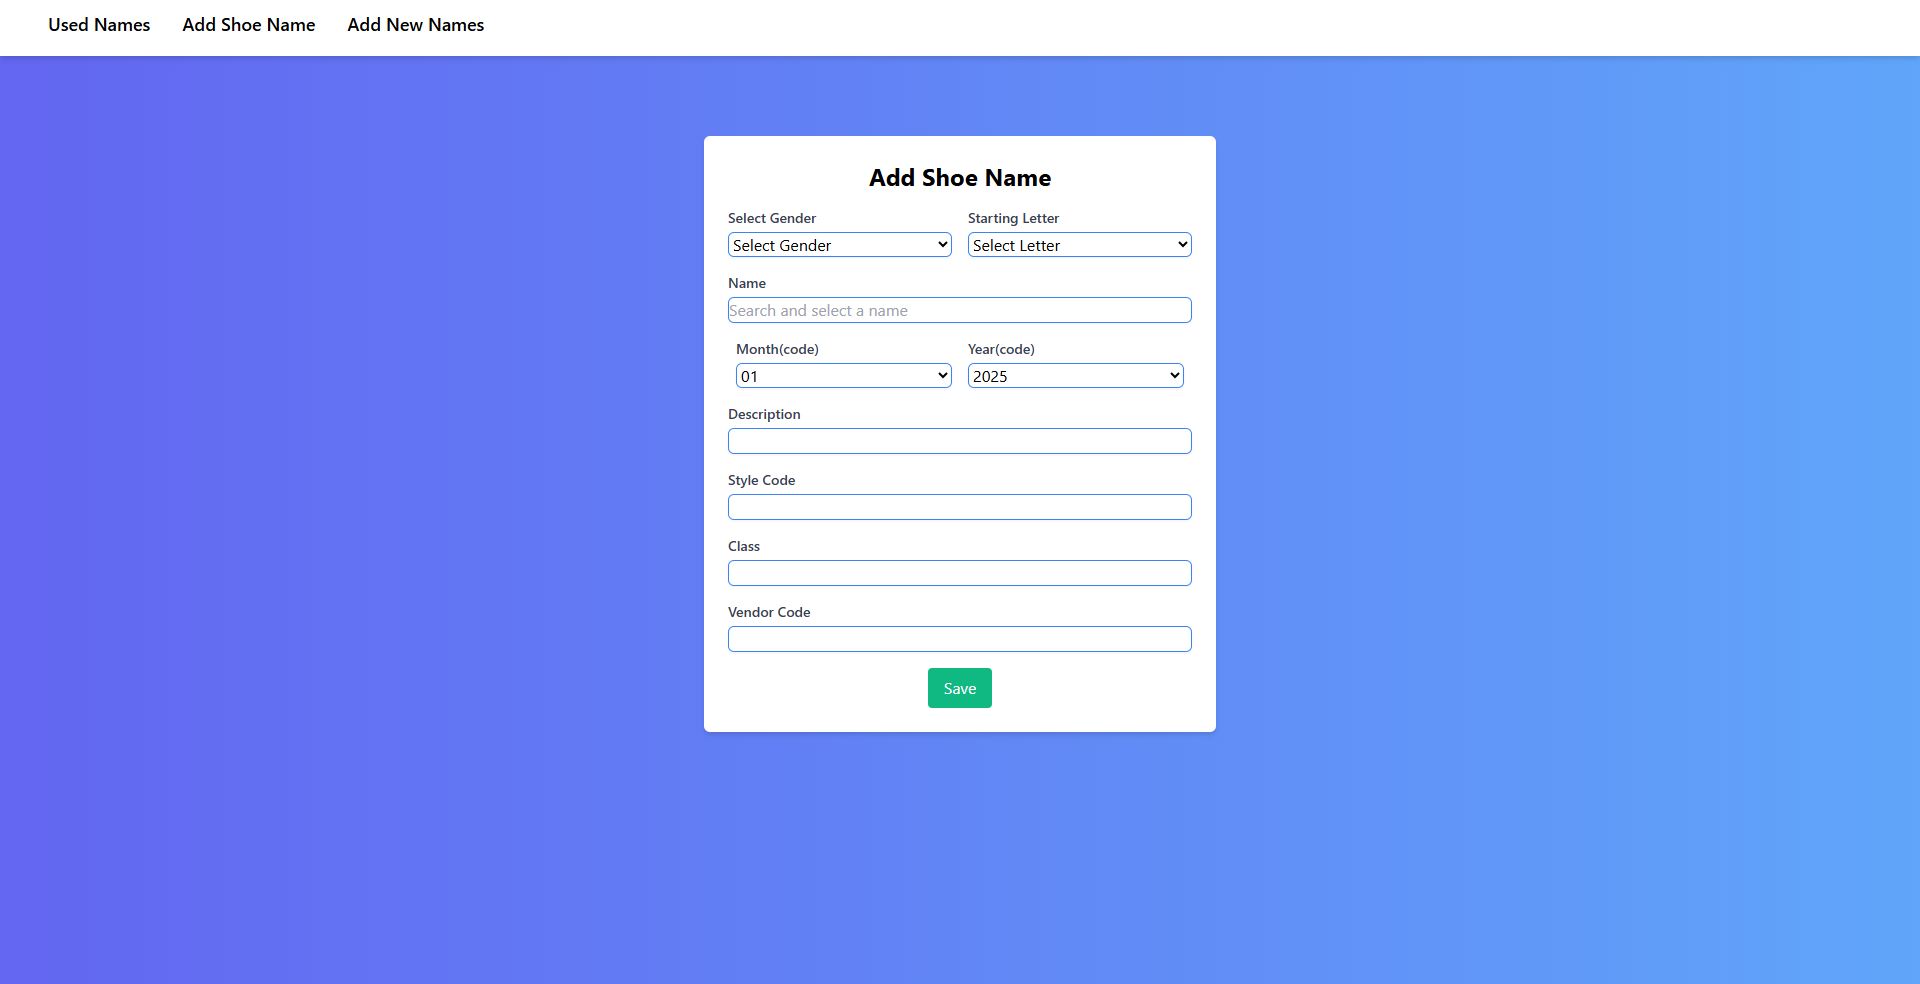 Used Names Add Shoe Name Add New Names
Add Shoe Name
Select Gender Starting Letter
Select Gender Select Letter
Name
Search and select a name
Month(code) Year(code)
01 2025
Description
Style Code
Class
Vendor Code
Save